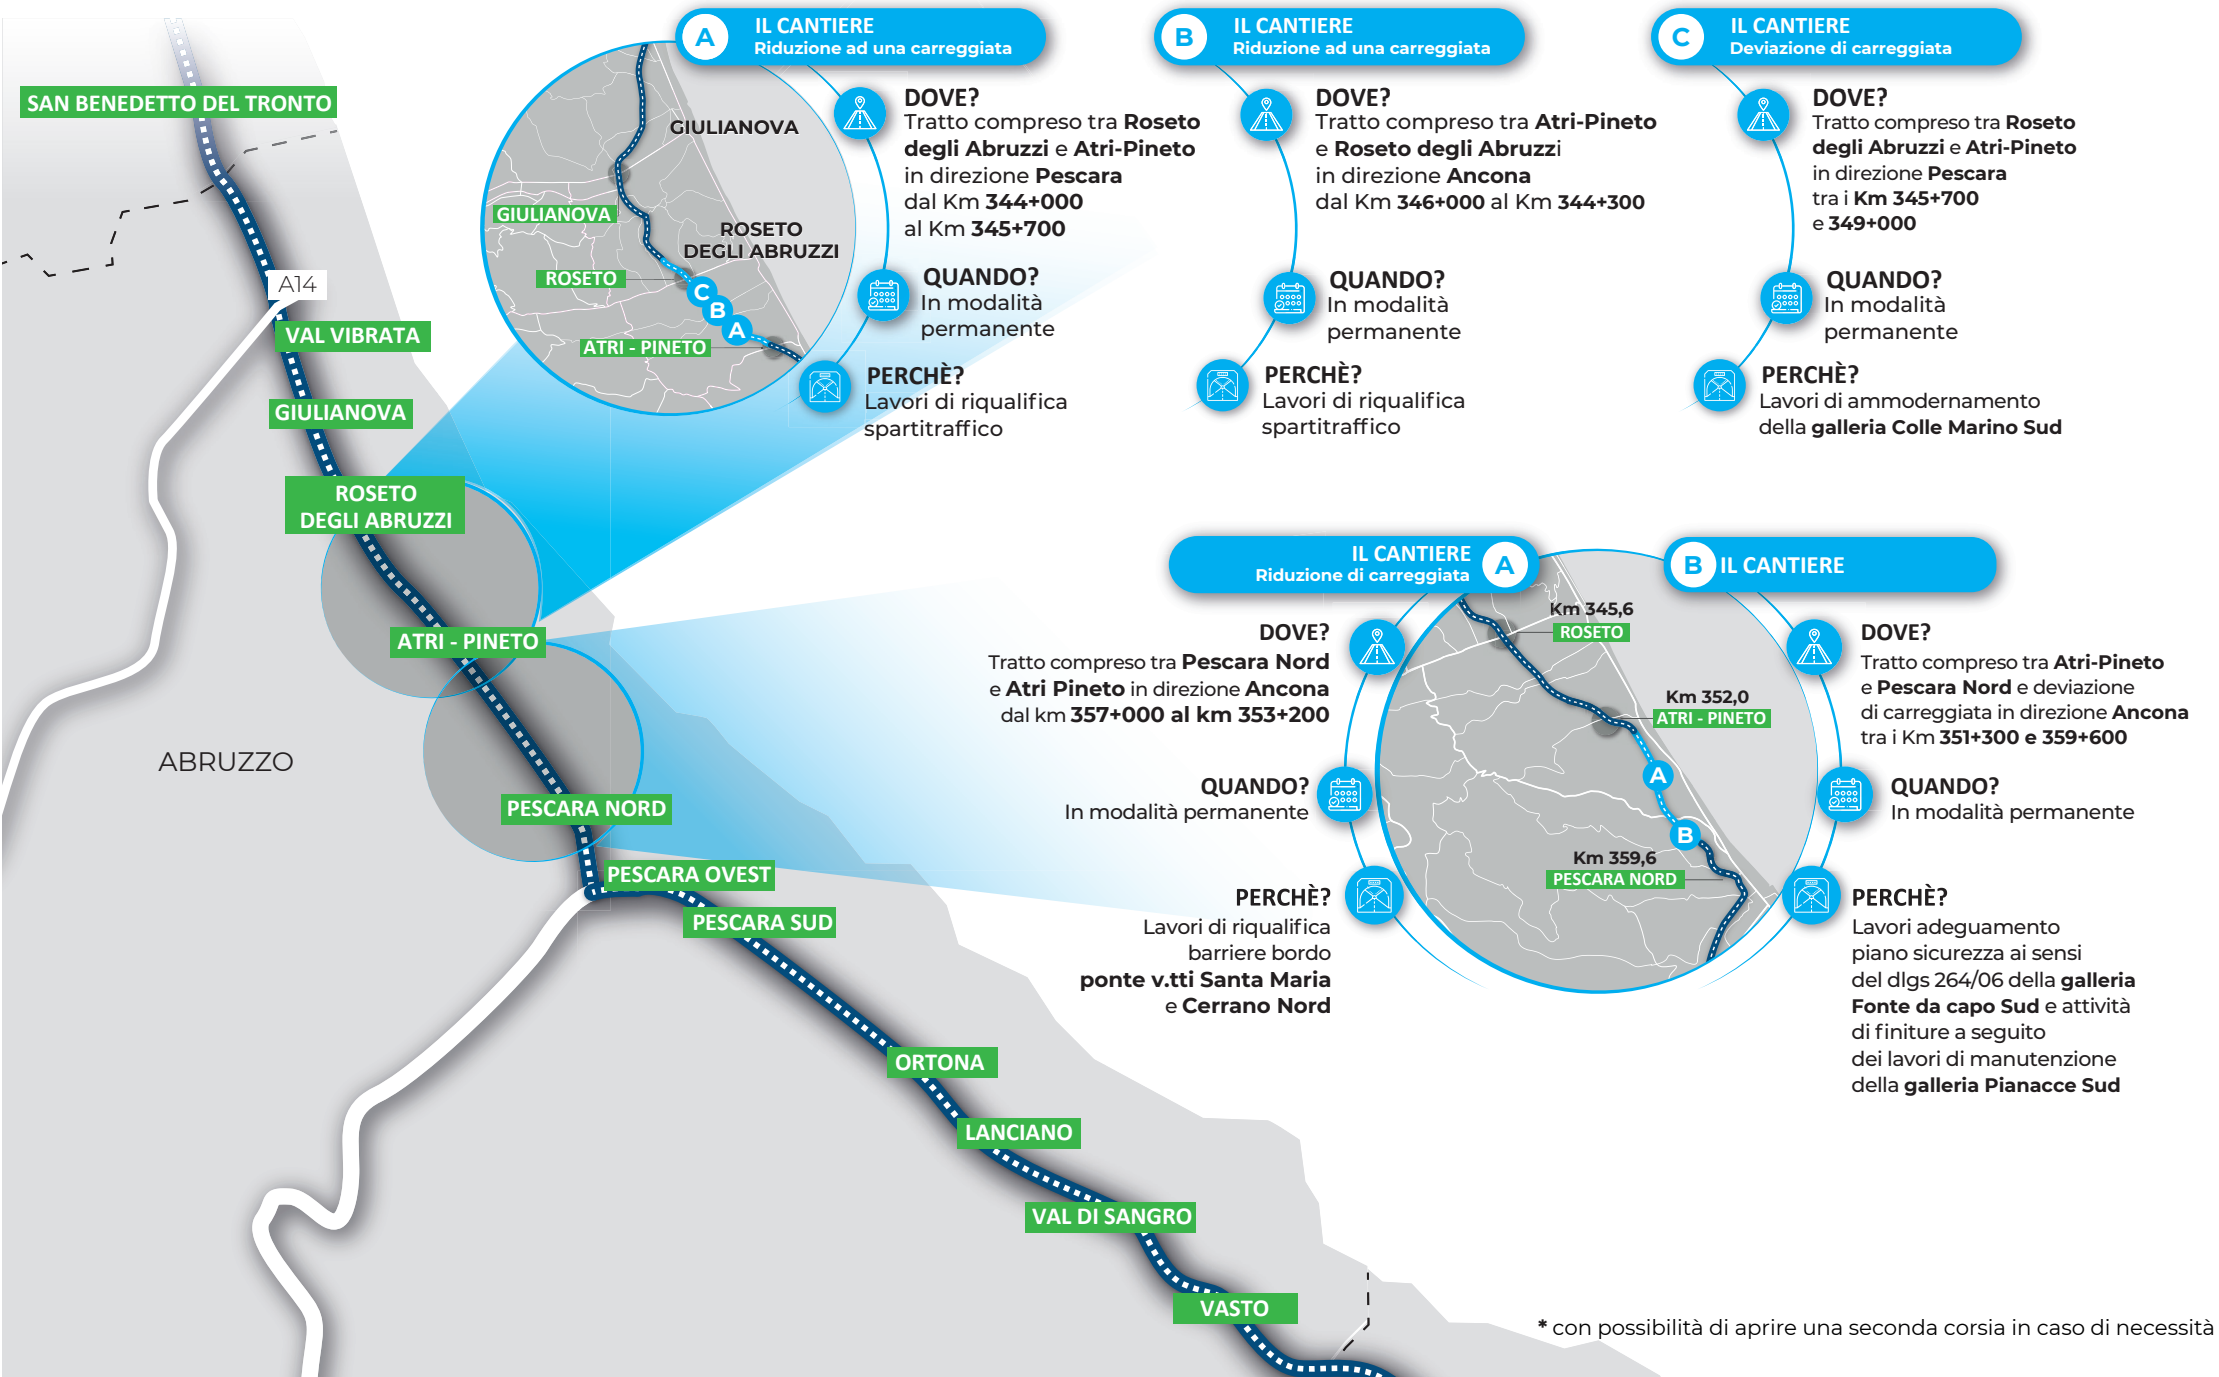 SAN BENEDETTO DEL TRONTO
A14
VAL VIBRATA
GIULIANOVA
ROSETO
DEGLI ABRUZZI
ATRI - PINETO
ABRUZZO
PESCARA NORD
PESCARA OVEST
PESCARA SUD
ORTONA
LANCIANO
VAL DI SANGRO
VASTO
GIULIANOVA
GIULIANOVA
ROSETO
DEGLI ABRUZZI
ROSETO
C
B
A
ATRI - PINETO
A
IL CANTIERE
Riduzione ad una carreggiata
DOVE?
Tratto compreso tra Roseto
degli Abruzzi e Atri-Pineto
in direzione Pescara
dal Km 344+000
al Km 345+700
QUANDO?
In modalità
permanente
PERCHÈ?
Lavori di riqualifica
spartitraffico
B
IL CANTIERE
Riduzione ad una carreggiata
DOVE?
Tratto compreso tra Atri-Pineto
e Roseto degli Abruzzi
in direzione Ancona
dal Km 346+000 al Km 344+300
QUANDO?
In modalità
permanente
PERCHÈ?
Lavori di riqualifica
spartitraffico
C
IL CANTIERE
Deviazione di carreggiata
DOVE?
Tratto compreso tra Roseto
degli Abruzzi e Atri-Pineto
in direzione Pescara
tra i Km 345+700
e 349+000
QUANDO?
In modalità
permanente
PERCHÈ?
Lavori di ammodernamento
della galleria Colle Marino Sud
IL CANTIERE
Riduzione di carreggiata
A
DOVE?
Tratto compreso tra Pescara Nord
e Atri Pineto in direzione Ancona
dal km 357+000 al km 353+200
QUANDO?
In modalità permanente
PERCHÈ?
Lavori di riqualifica
barriere bordo
ponte v.tti Santa Maria
e Cerrano Nord
Km 345,6
ROSETO
Km 352,0
ATRI - PINETO
A
B
Km 359,6
PESCARA NORD
B
IL CANTIERE
DOVE?
Tratto compreso tra Atri-Pineto
e Pescara Nord e deviazione
di carreggiata in direzione Ancona
tra i Km 351+300 e 359+600
QUANDO?
In modalità permanente
PERCHÈ?
Lavori adeguamento
piano sicurezza ai sensi
del dlgs 264/06 della galleria
Fonte da capo Sud e attività
di finiture a seguito
dei lavori di manutenzione
della galleria Pianacce Sud
* con possibilità di aprire una seconda corsia in caso di necessità